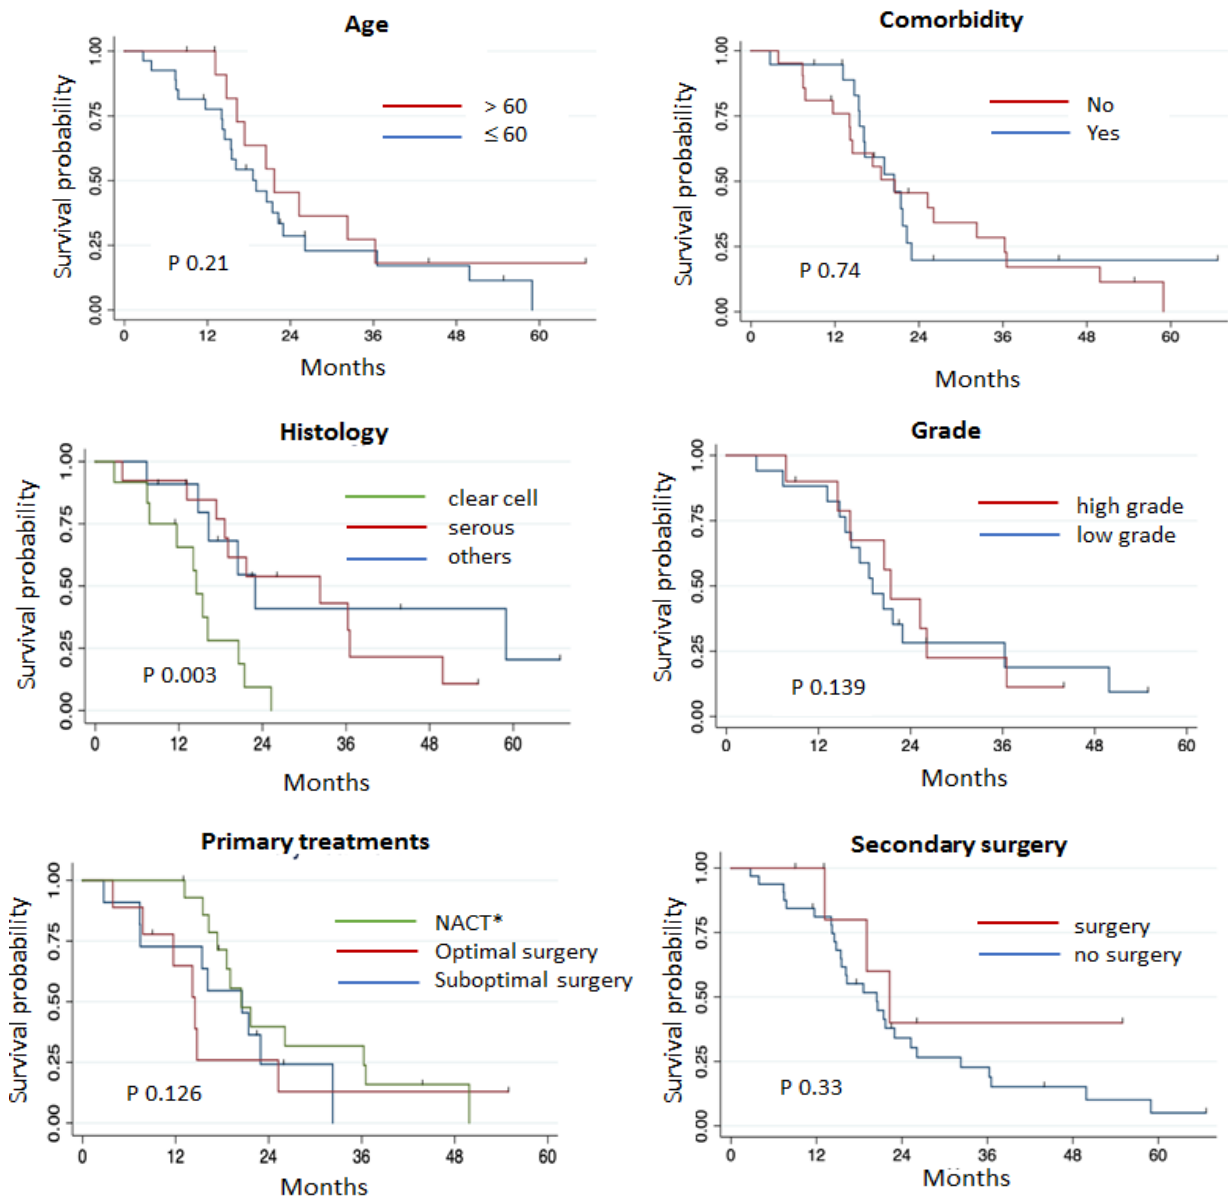 Age
Survival probability
1.00
0.75
0.50
0.25
0.00
> 60
≤ 60
P 0.21
0 12 24 36 48 60
Months
Comorbidity
Survival probability
1.00
0.75
0.50
0.25
0.00
No
Yes
P 0.74
0 12 24 36 48 60
Months
Histology
Survival probability
1.00
0.75
0.50
0.25
0.00
clear cell
serous
others
P 0.003
0 12 24 36 48 60
Months
Grade
Survival probability
1.00
0.75
0.50
0.25
0.00
high grade
low grade
P 0.139
0 12 24 36 48 60
Months
Primary treatments
Survival probability
1.00
0.75
0.50
0.25
0.00
NACT*
Optimal surgery
Suboptimal surgery
P 0.126
0 12 24 36 48 60
Months
Secondary surgery
Survival probability
1.00
0.75
0.50
0.25
0.00
surgery
no surgery
P 0.33
0 12 24 36 48 60
Months